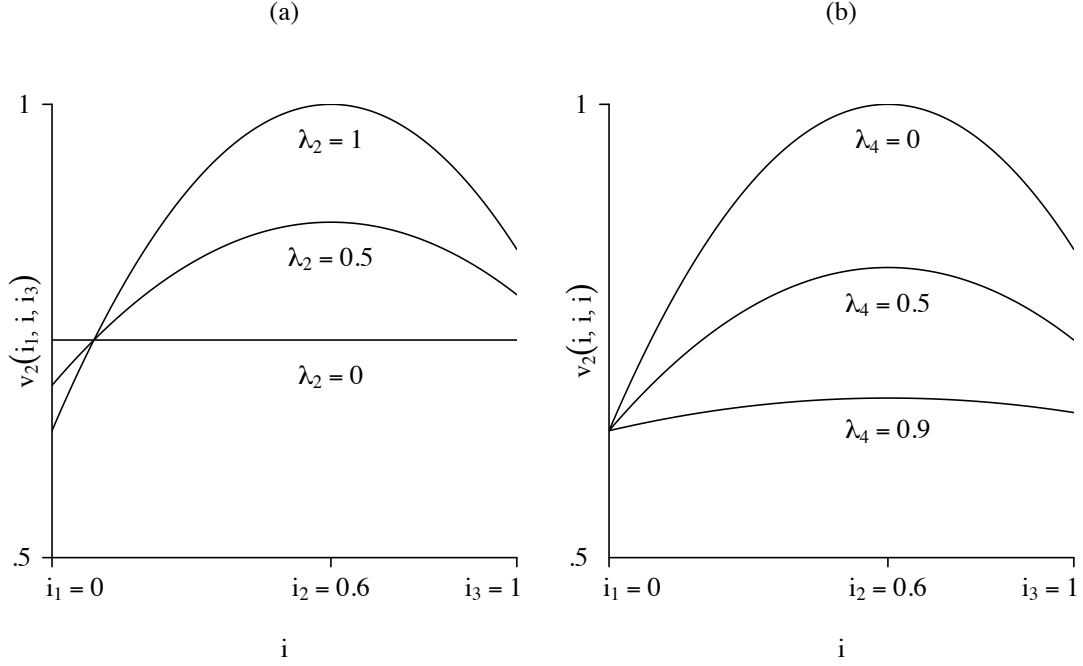 (a)
1
λ₂ = 1
λ₂ = 0.5
λ₂ = 0
v₂(i₁, i, i₃)
.5
i₁ = 0
i₂ = 0.6
i₃ = 1
i
(b)
1
λ₄ = 0
λ₄ = 0.5
λ₄ = 0.9
v₂(i, i, i)
.5
i₁ = 0
i₂ = 0.6
i₃ = 1
i